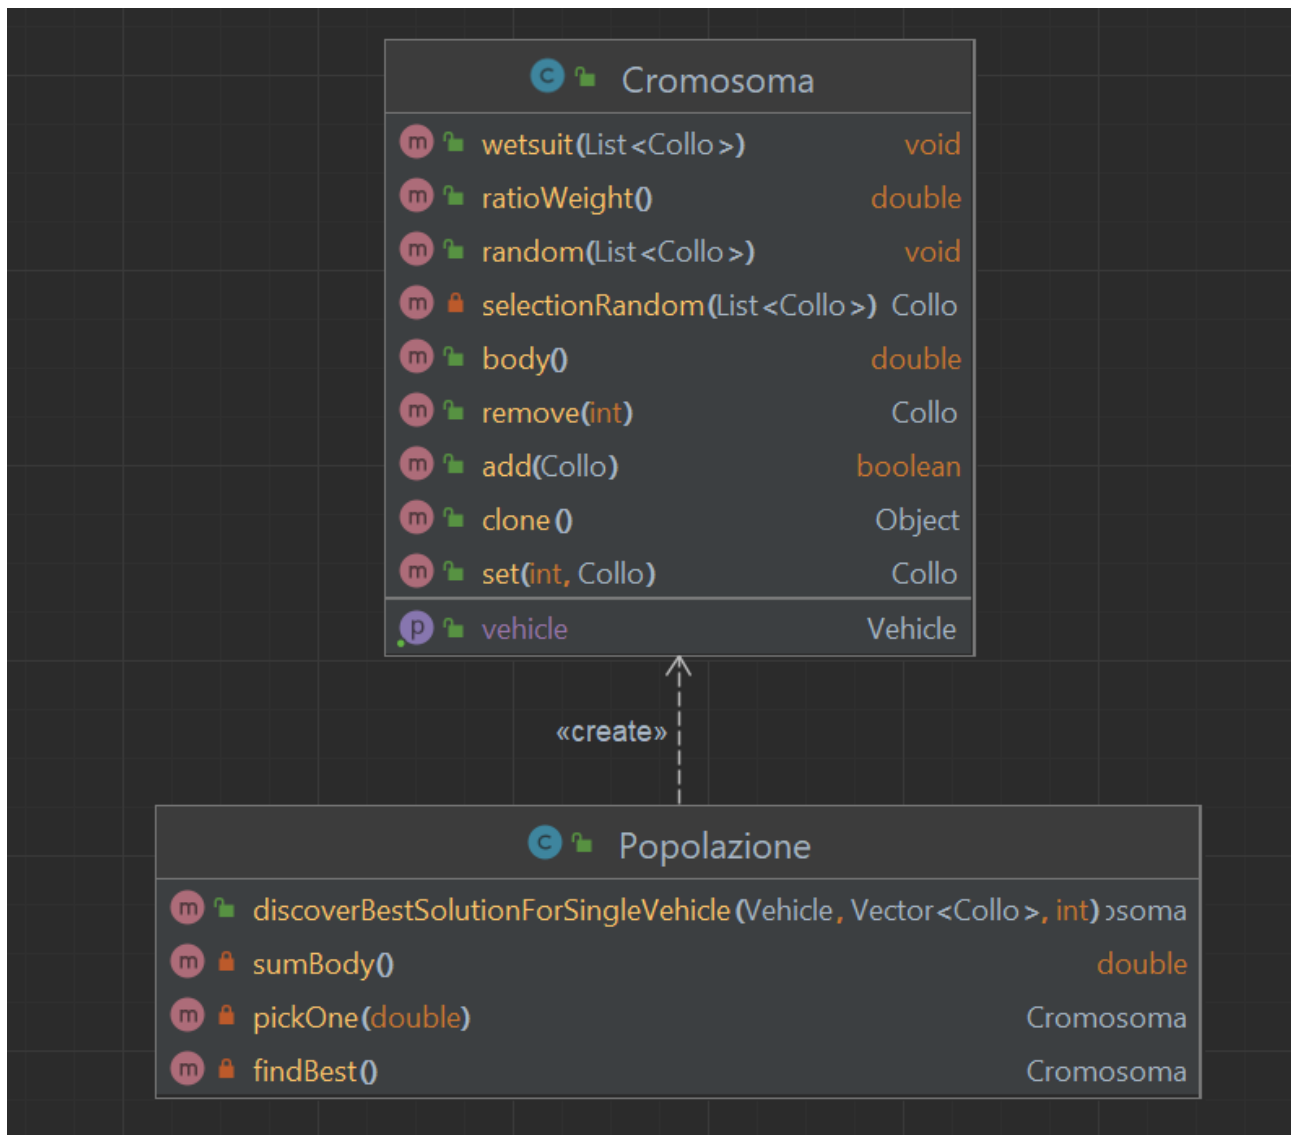 Cromosoma
wetsuit(List<Collo>) void
ratioWeight() double
random(List<Collo>) void
selectionRandom(List<Collo>) Collo
body() double
remove(int) Collo
add(Collo) boolean
clone() Object
set(int, Collo) Collo
vehicle Vehicle
«create»
Popolazione
discoverBestSolutionForSingleVehicle(Vehicle, Vector<Collo>, int) osoma
sumBody() double
pickOne(double) Cromosoma
findBest() Cromosoma